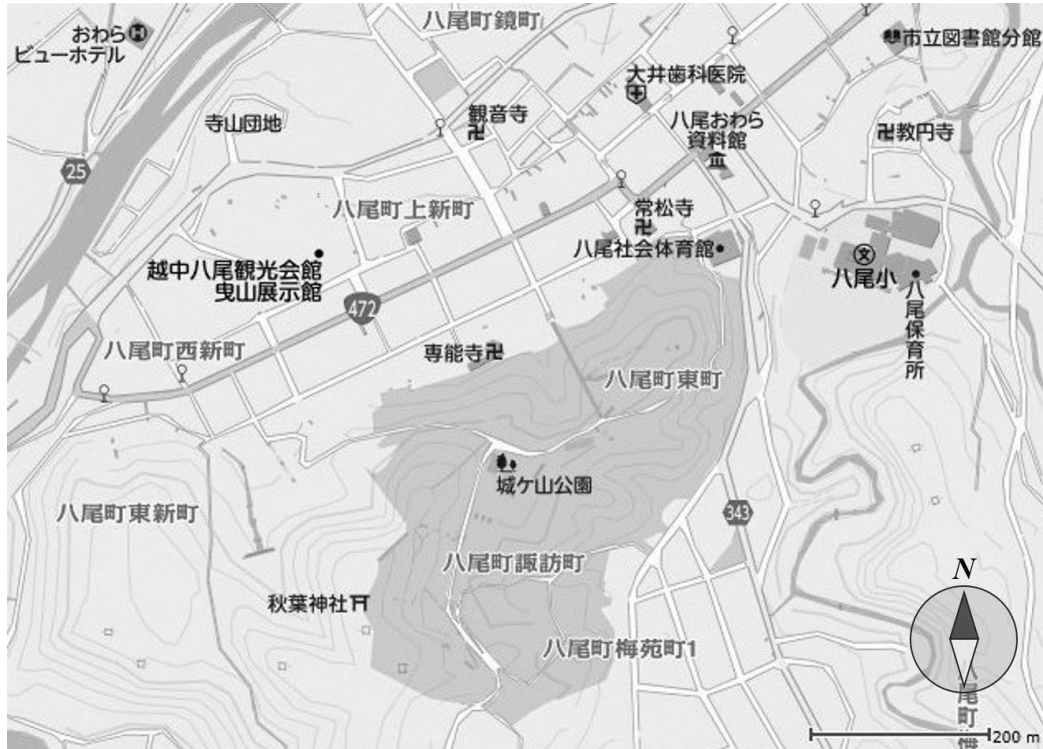 八尾町鏡町
おわら
ビューホテル
市立図書館分館
大井歯科医院
観音寺
寺山団地
八尾おわら
資料館
教円寺
25
八尾町上新町
常松寺
八尾社会体育館
越中八尾観光会館
曳山展示館
八尾小
八尾保育所
472
八尾町西新町
専能寺
八尾町東町
城ケ山公園
八尾町東新町
343
八尾町諏訪町
秋葉神社
八尾町梅苑町1
N
200 m